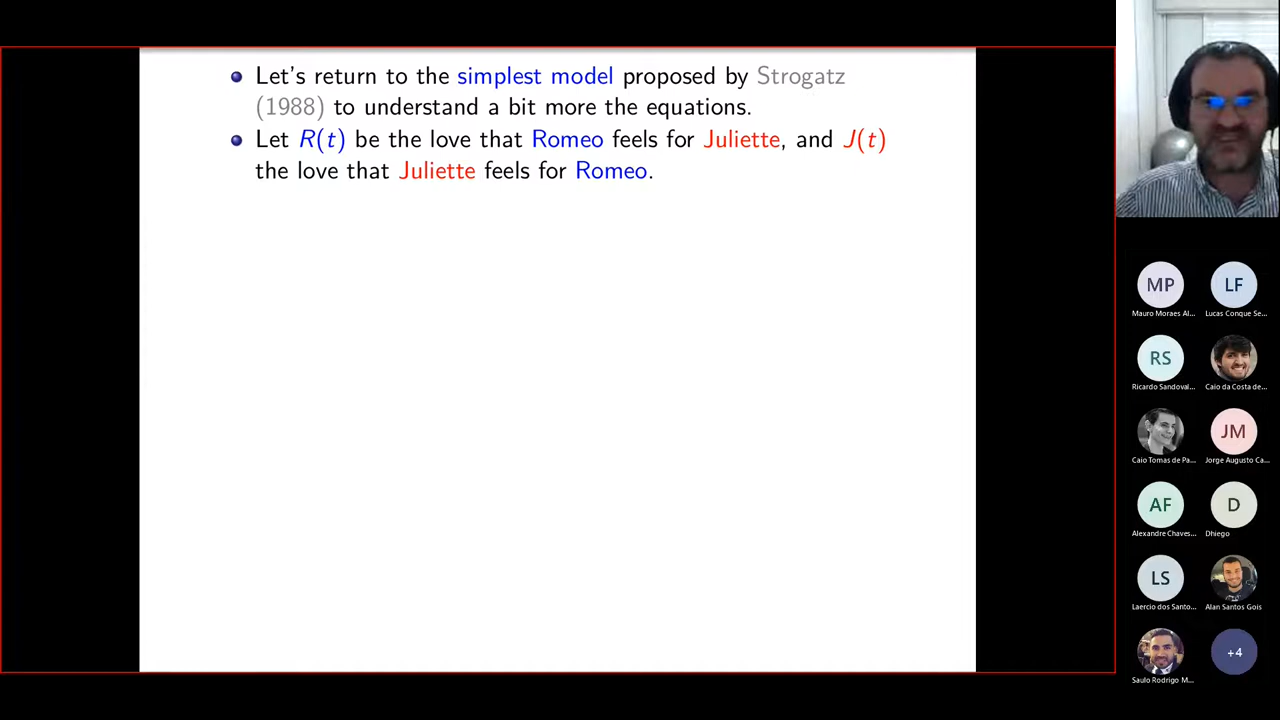 Let's return to the simplest model proposed by Strogatz
(1988) to understand a bit more the equations.
Let R(t) be the love that Romeo feels for Juliette, and J(t)
the love that Juliette feels for Romeo.
MP
LF
Mauro Moraes Al...
Lucas Conque Se...
RS
Ricardo Sandoval...
Caio da Costa de...
JM
Caio Tomas de Pa...
Jorge Augusto Ca...
AF
D
Alexandre Chaves...
Dhiego
LS
Laercio dos Santo...
Alan Santos Gois
+4
Saulo Rodrigo M...